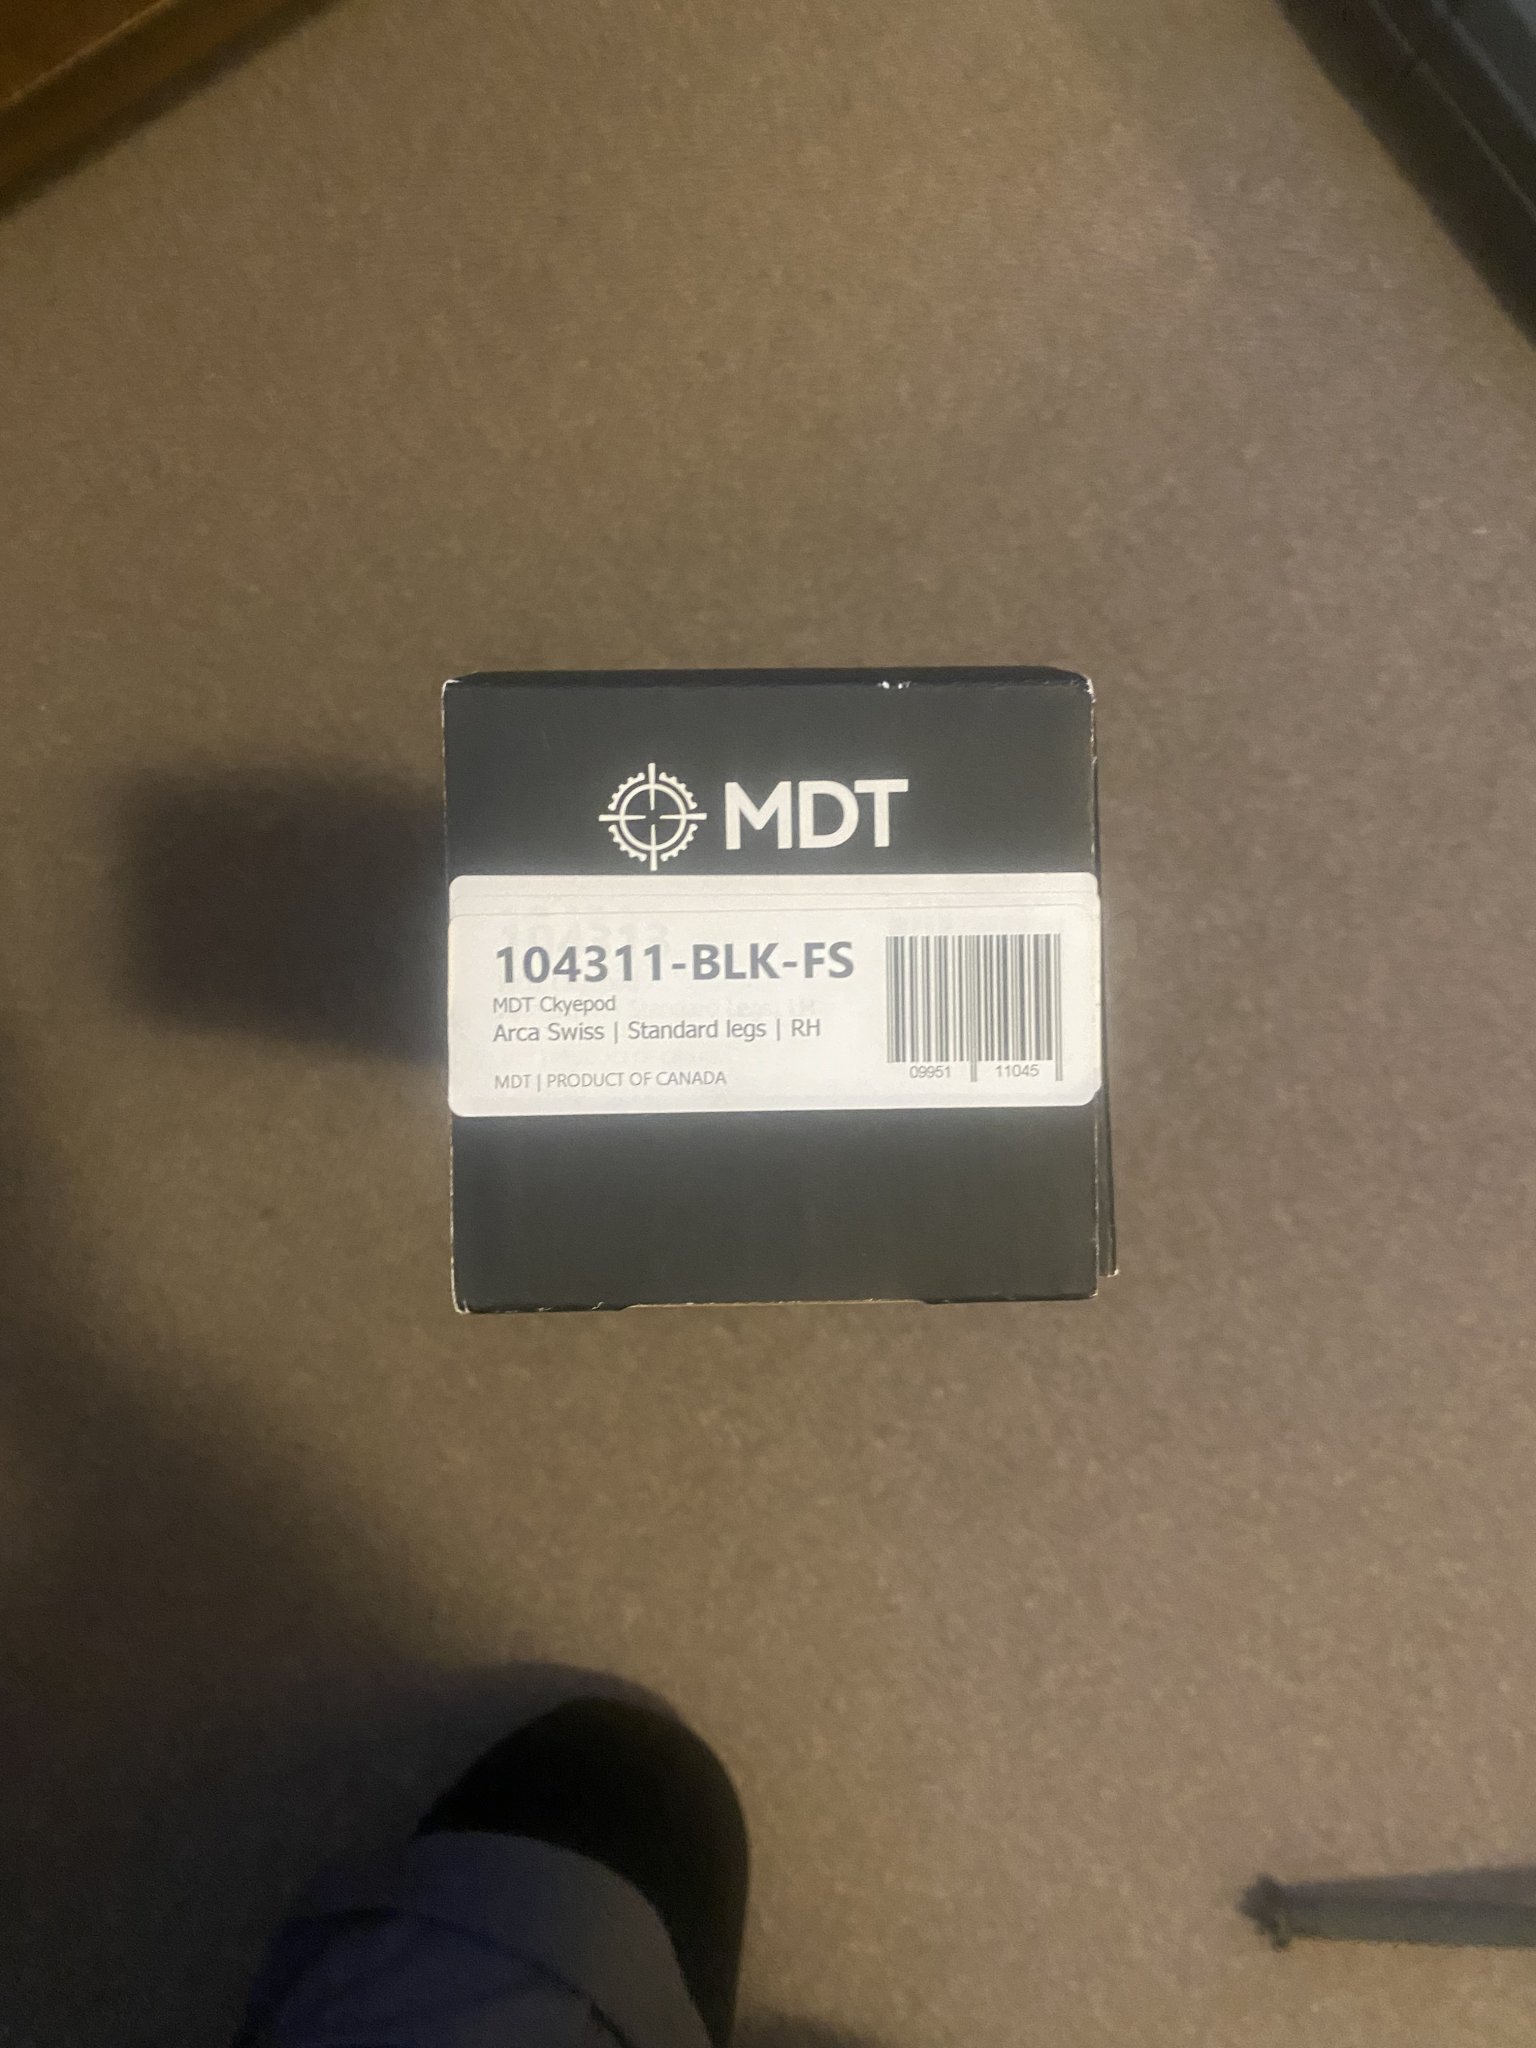 MDT
104311-BLK-FS
MDT Ckyepod
Arca Swiss | Standard legs | RH
MDT | PRODUCT OF CANADA
09951 11045